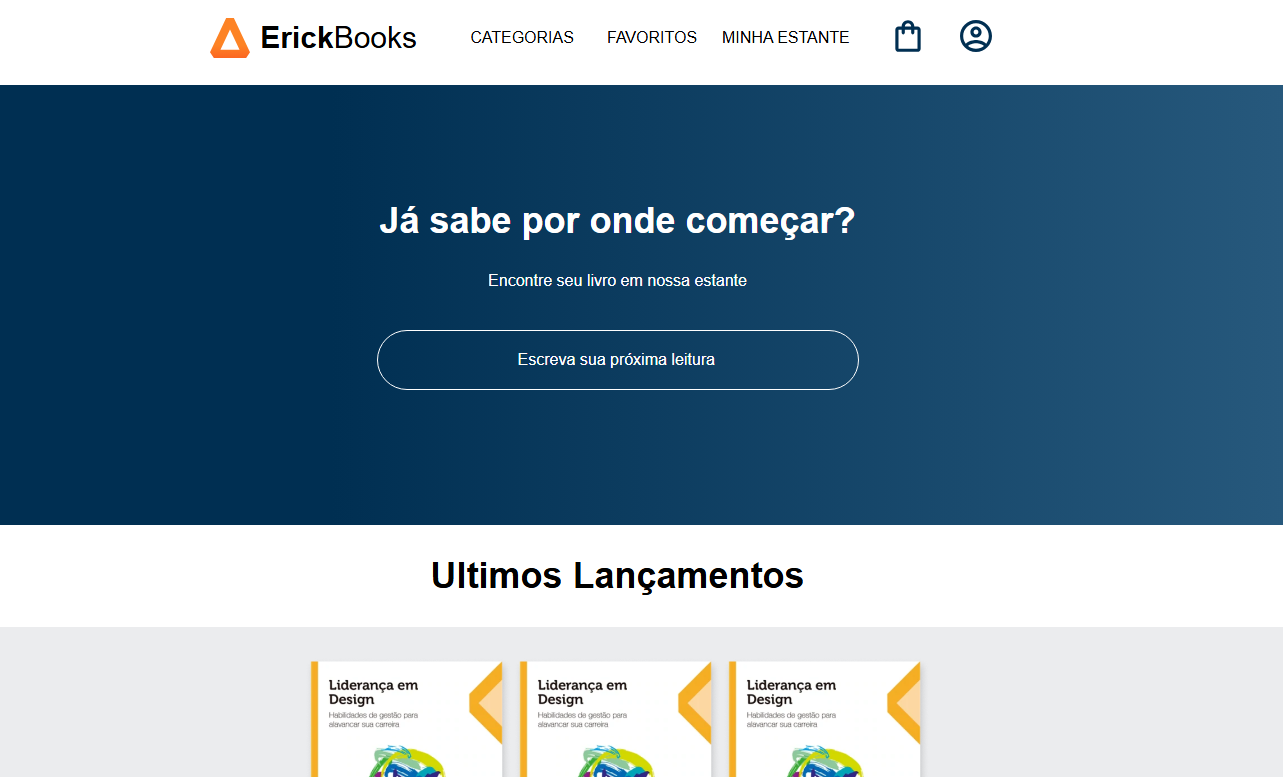 ErickBooks CATEGORIAS FAVORITOS MINHA ESTANTE
Já sabe por onde começar?
Encontre seu livro em nossa estante
Escreva sua próxima leitura
Ultimos Lançamentos
Liderança em
Design
Habilidades de gestão para
alavancar sua carreira
Liderança em
Design
Habilidades de gestão para
alavancar sua carreira
Liderança em
Design
Habilidades de gestão para
alavancar sua carreira